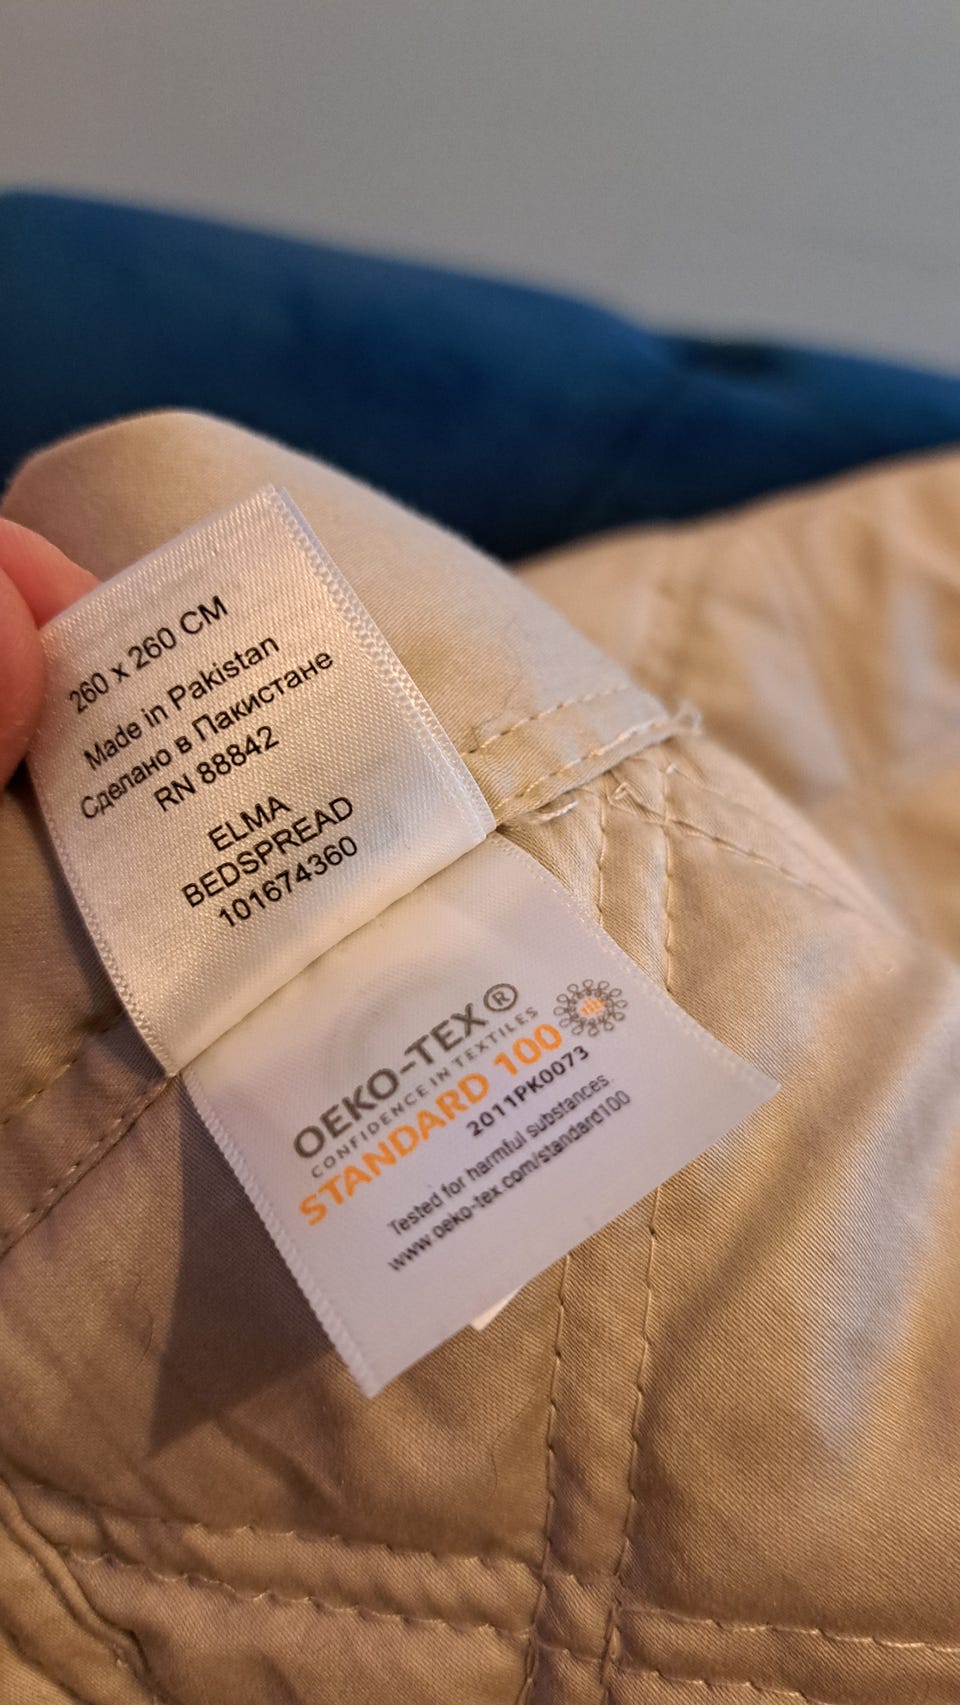 260 x 260 CM
Made in Pakistan
Сделано в Пакистане
RN 88842
ELMA
BEDSPREAD
101674360
OEKO-TEX®
CONFIDENCE IN TEXTILES
STANDARD 100
2011PK0073
Tested for harmful substances
www.oeko-tex.com/standard100